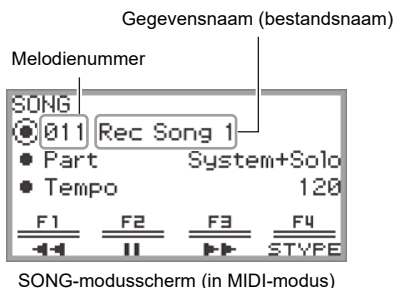 Gegevensnaam (bestandsnaam)
Melodienummer
SONG
011 Rec Song 1
Part System+Solo
Tempo 120
F1 F2 F3 F4
STYPE
SONG-modusscherm (in MIDI-modus)